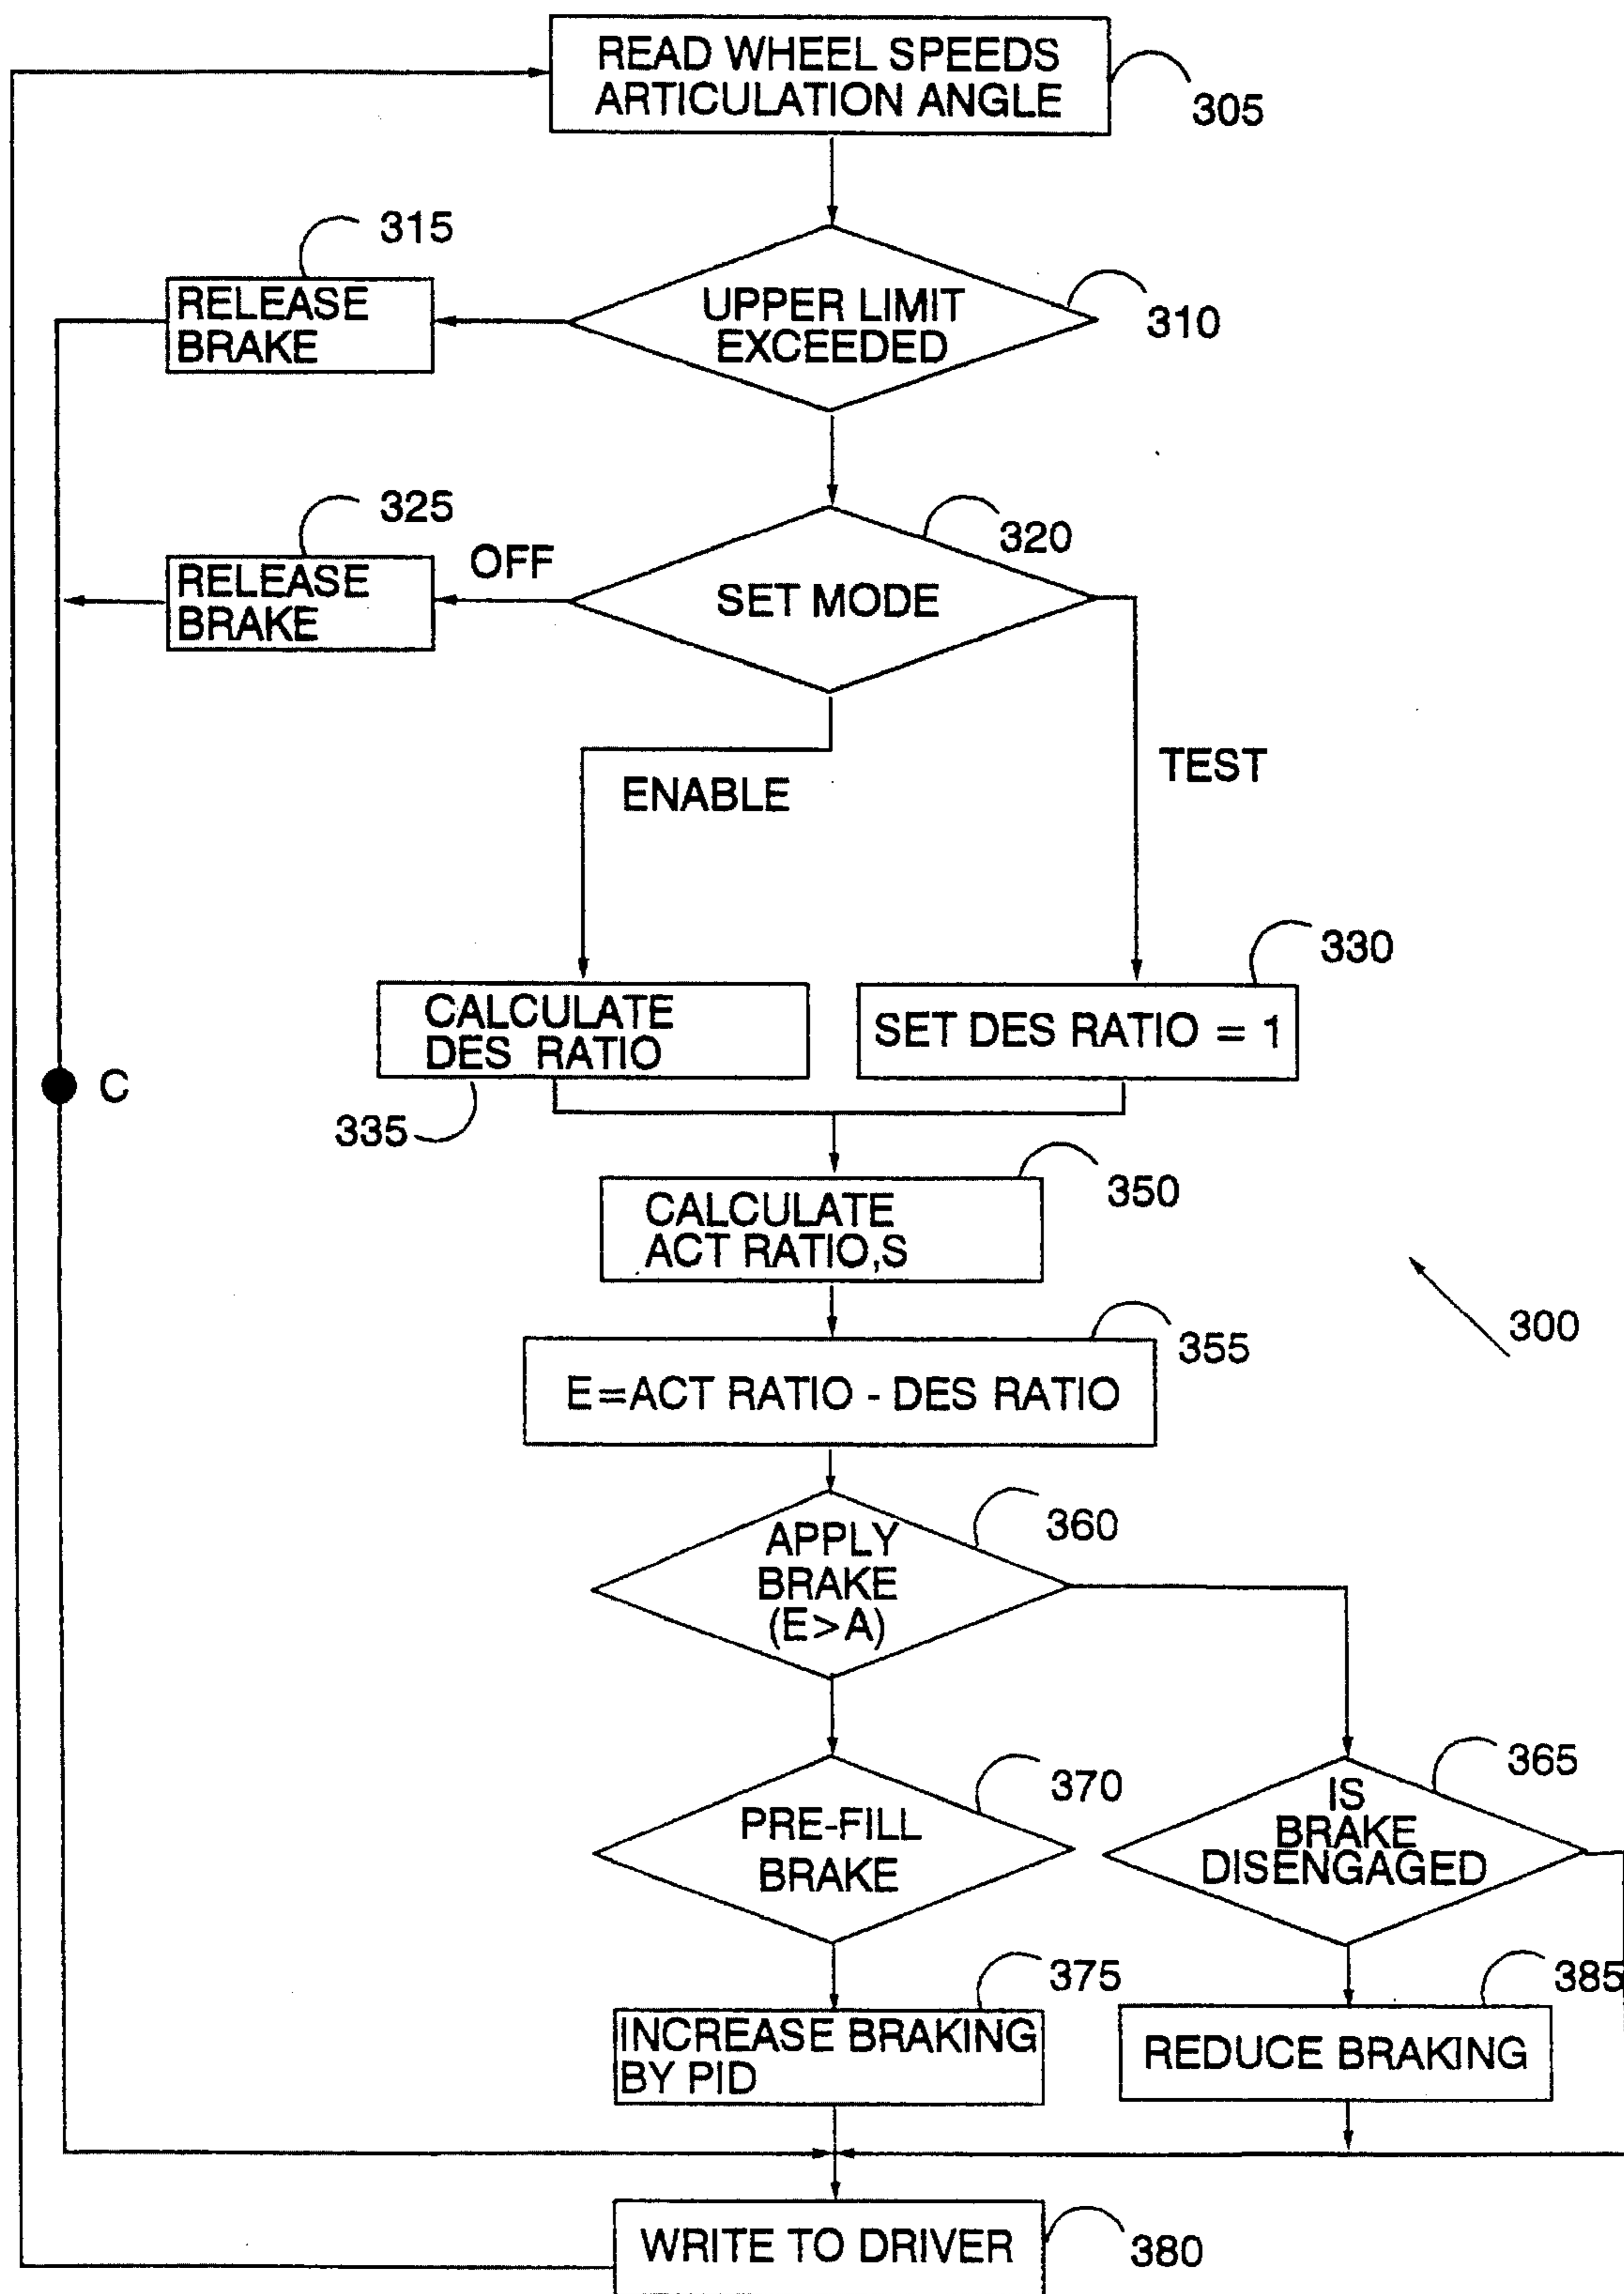 READ WHEEL SPEEDS
ARTICULATION ANGLE
305
315
RELEASE
BRAKE
UPPER LIMIT
EXCEEDED
310
325
OFF
RELEASE
BRAKE
320
SET MODE
ENABLE
TEST
330
CALCULATE
DES RATIO
SET DES RATIO = 1
C
335
350
CALCULATE
ACT RATIO,S
300
355
E=ACT RATIO - DES RATIO
360
APPLY
BRAKE
(E>A)
370
PRE-FILL
BRAKE
365
IS
BRAKE
DISENGAGED
375
INCREASE BRAKING
BY PID
385
REDUCE BRAKING
WRITE TO DRIVER
380